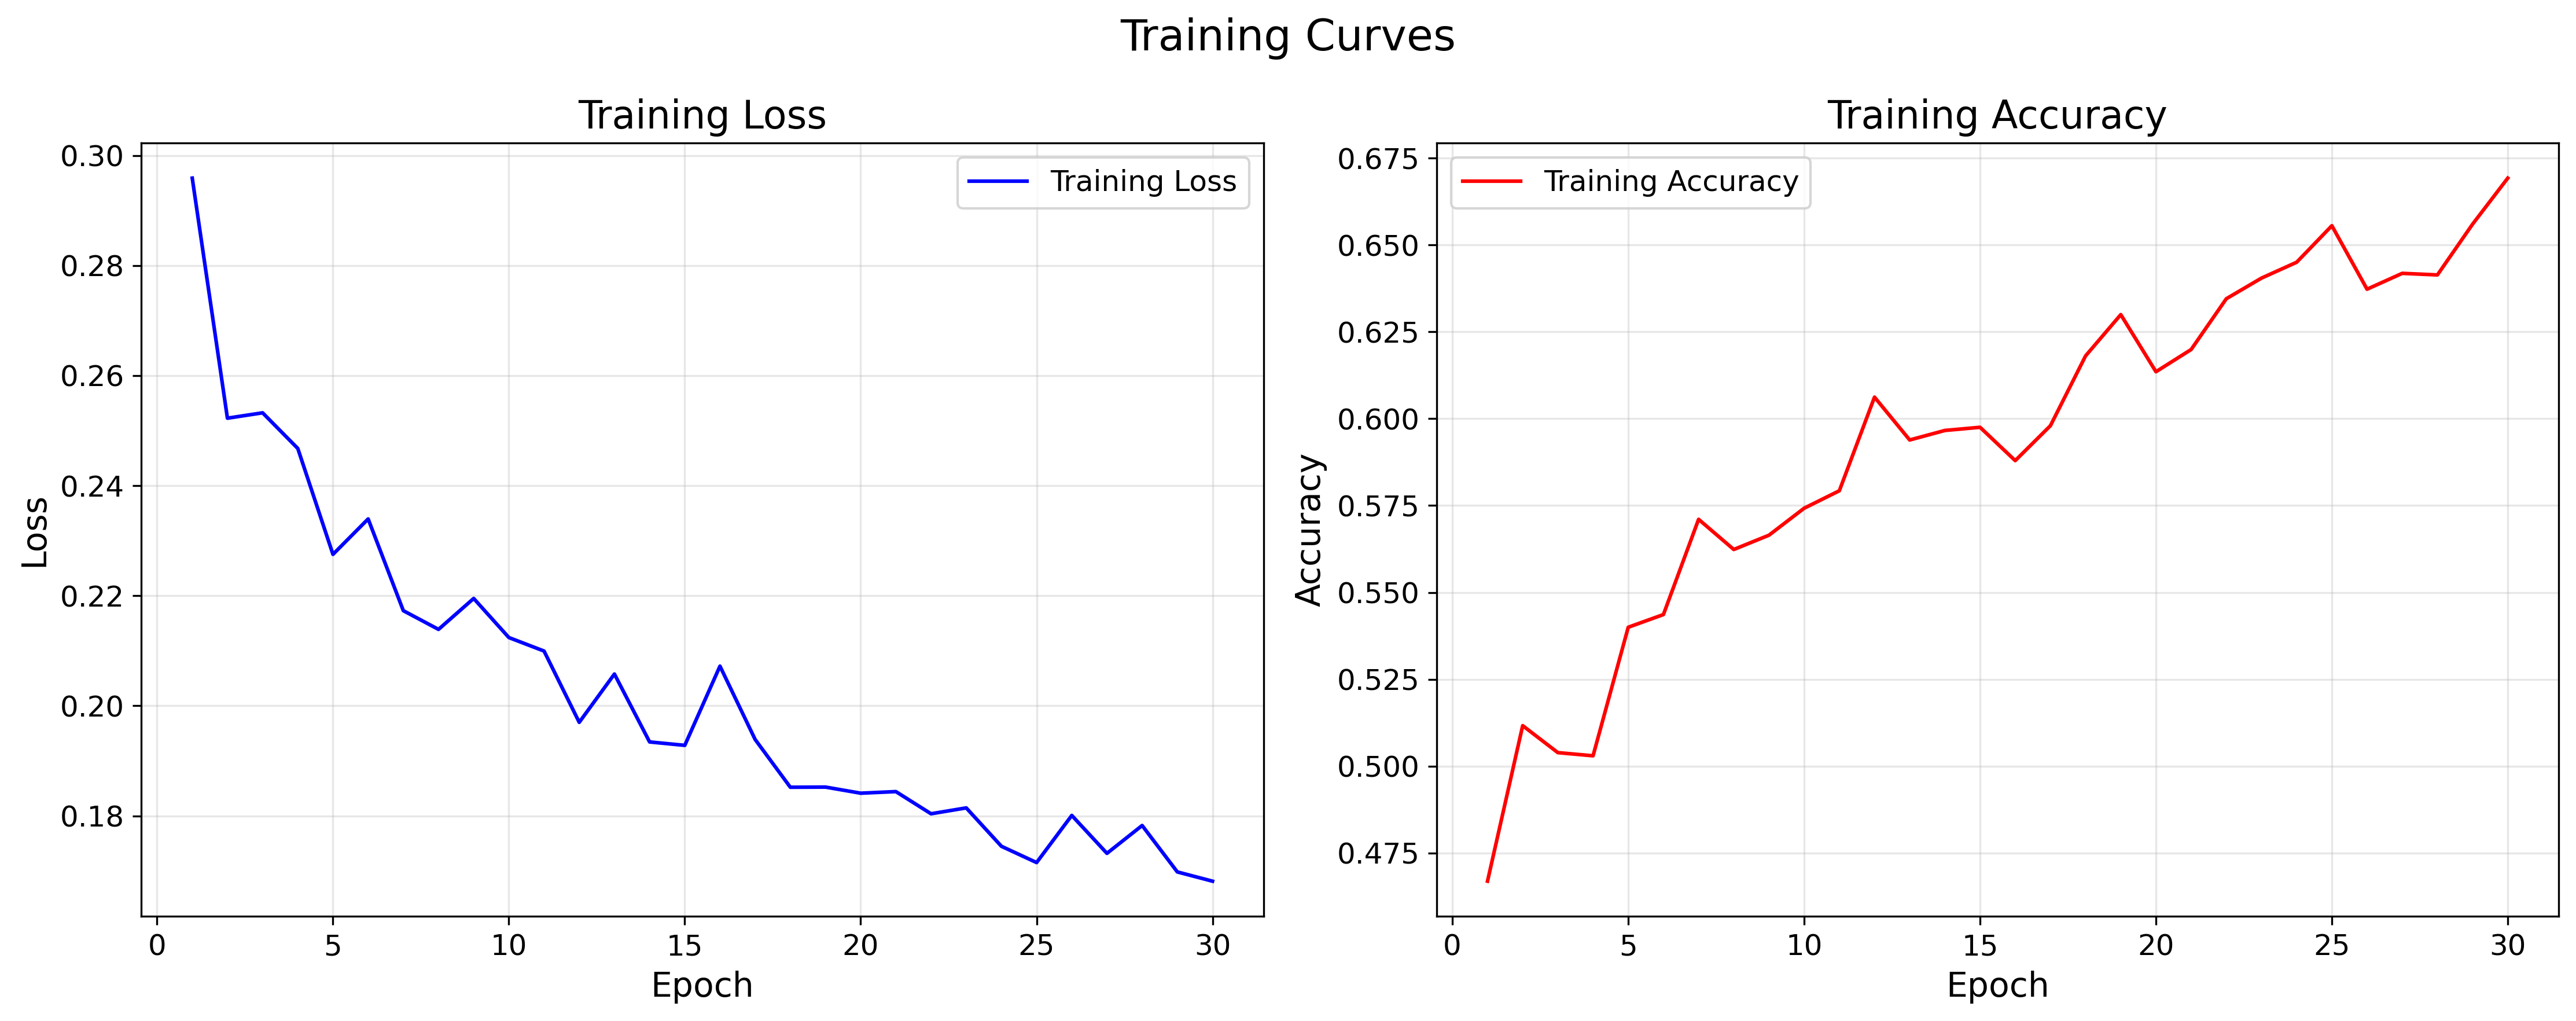 Training Curves
Training Loss
0.30
0.28
0.26
0.24
0.22
0.20
0.18
Loss
Training Loss
0 5 10 15 20 25 30
Epoch
Training Accuracy
0.675
0.650
0.625
0.600
0.575
0.550
0.525
0.500
0.475
Accuracy
Training Accuracy
0 5 10 15 20 25 30
Epoch